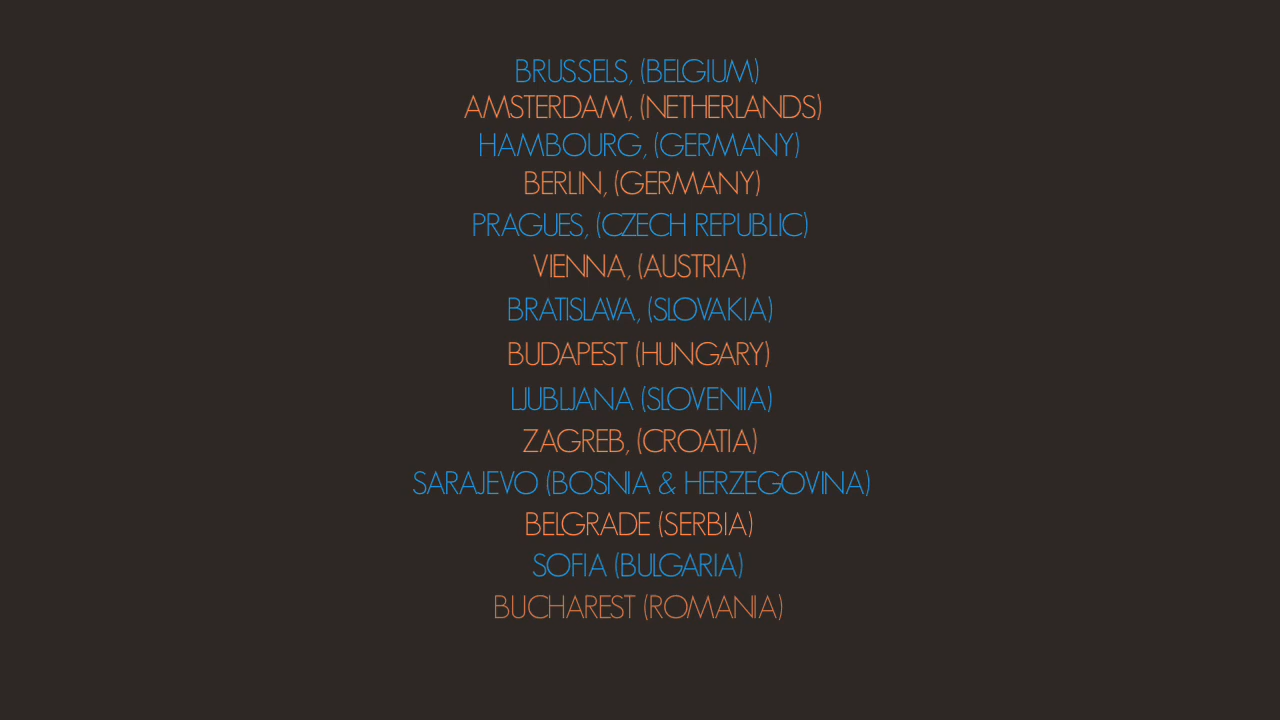 BRUSSELS, (BELGIUM)
AMSTERDAM, (NETHERLANDS)
HAMBOURG, (GERMANY)
BERLIN, (GERMANY)
PRAGUES, (CZECH REPUBLIC)
VIENNA, (AUSTRIA)
BRATISLAVA, (SLOVAKIA)
BUDAPEST (HUNGARY)
LJUBLJANA (SLOVENIIA)
ZAGREB, (CROATIA)
SARAJEVO (BOSNIA & HERZEGOVINA)
BELGRADE (SERBIA)
SOFIA (BULGARIA)
BUCHAREST (ROMANIA)